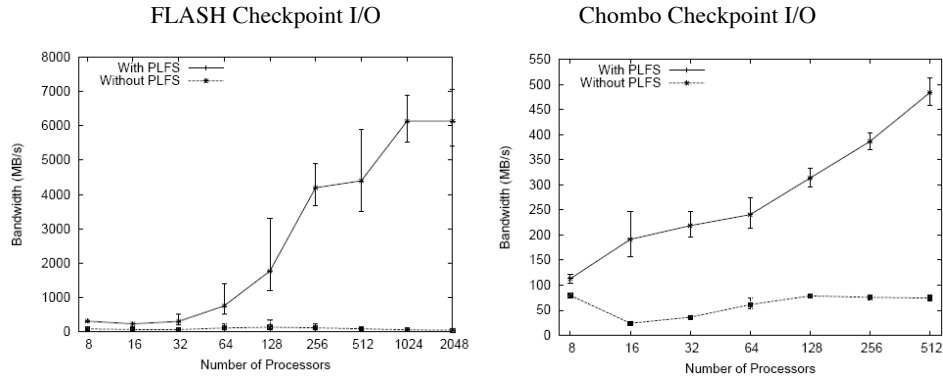 FLASH Checkpoint I/O
8000
7000
6000
5000
4000
3000
2000
1000
0
Bandwidth (MB/s)
With PLFS
Without PLFS
8 16 32 64 128 256 512 1024 2048
Number of Processors
Chombo Checkpoint I/O
550
500
450
400
350
300
250
200
150
100
50
0
Bandwidth (MB/s)
With PLFS
Without PLFS
8 16 32 64 128 256 512
Number of Processors